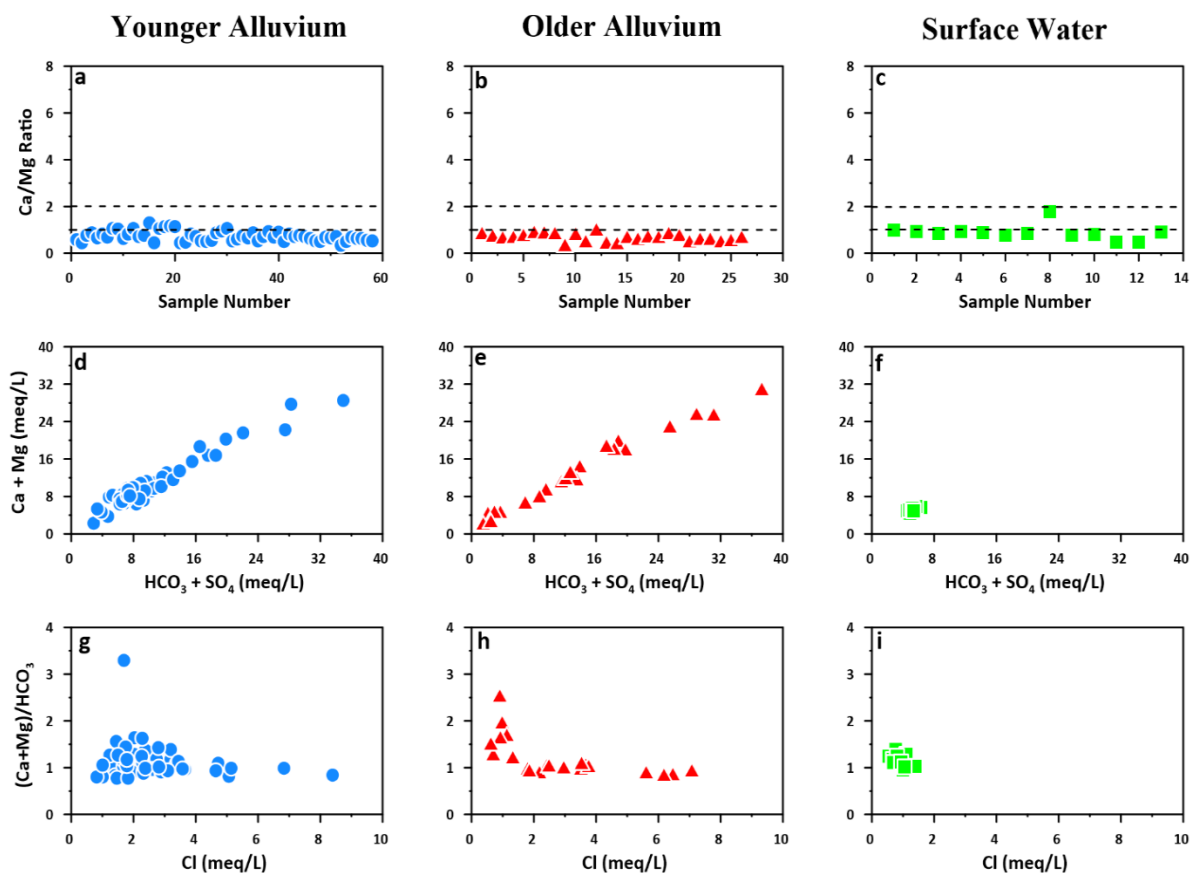 Younger Alluvium Older Alluvium Surface Water
a b c
Ca/Mg Ratio
8 6 4 2 0
8 6 4 2 0
8 6 4 2 0
0 20 40 60
0 5 10 15 20 25 30
0 2 4 6 8 10 12 14
Sample Number Sample Number Sample Number
d e f
Ca + Mg (meq/L)
40 32 24 16 8 0
40 32 24 16 8 0
40 32 24 16 8 0
0 8 16 24 32 40
0 8 16 24 32 40
0 8 16 24 32 40
HCO₃ + SO₄ (meq/L) HCO₃ + SO₄ (meq/L) HCO₃ + SO₄ (meq/L)
g h i
(Ca+Mg)/HCO₃
4 3 2 1 0
4 3 2 1 0
4 3 2 1 0
0 2 4 6 8 10
0 2 4 6 8 10
0 2 4 6 8 10
Cl (meq/L) Cl (meq/L) Cl (meq/L)